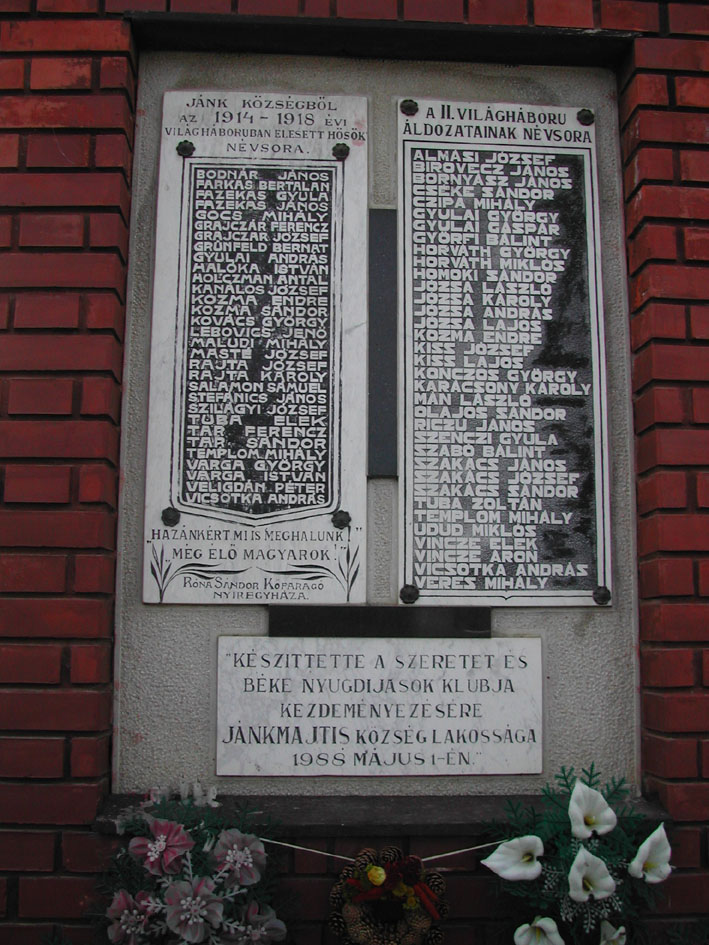 JÁNK KÖZSÉGBŐL
AZ 1914-1918 ÉVI
VILÁGHÁBORUBAN ELESETT HŐSÖK
NÉVSORA.
BODNÁR JÁNOS
FARKAS BERTALAN
FAZEKAS GYULA
FAZEKAS JÁNOS
GÖCS MIHÁLY
GRAJCZÁR FERENCZ
GRAJCZÁR JÓZSEF
GRÜNFELD BERNÁT
GYULAI ANDRÁS
HALÓKA ISTVÁN
HOLCZMAN ANTAL
KANALOS JÓZSEF
KOZMA ENDRE
KOZMA SÁNDOR
KOVÁCS GYÖRGY
LEBOVICS JENŐ
MALUDI MIHÁLY
MASTÉ JÓZSEF
RAJTA JÓZSEF
RAJTA KÁROLY
SALAMON SÁMUEL
STEFÁNICS JÁNOS
SZILÁGYI JÓZSEF
TUBA ELEK
TAR FERENCZ
TAR SÁNDOR
TEMPLOM MIHÁLY
VARGA GYÖRGY
VARGA ISTVÁN
VELIGDÁN PÉTER
VICSOTKA ANDRÁS
"HAZÁNKÉRT MI IS MEGHALUNK!
MÉG ÉLŐ MAGYAROK!"
RÓNA SÁNDOR KŐFARAGÓ
NYIREGYHÁZA.
A II. VILÁGHÁBORU
ÁLDOZATAINAK NÉVSORA
ALMÁSI JÓZSEF
BIROVECZ JÁNOS
CSENYÁSZ JÁNOS
CSÉKE SÁNDOR
CZIPA MIHÁLY
GYULAI GYÖRGY
GYULAI GÁSPÁR
GYÖRFI BÁLINT
HORVÁTH GYÖRGY
HORVÁTH MIKLÓS
HOMOKI SÁNDOR
JÓZSA LÁSZLÓ
JÓZSA KÁROLY
JÓZSA ANDRÁS
JÓZSA LAJOS
KOZMA ENDRE
KISS JÓZSEF
KISS LAJOS
KONCZOS GYÖRGY
KARÁCSONY KÁROLY
MÁN LÁSZLÓ
OLAJOS SÁNDOR
RICZU JÁNOS
SZENCZI GYULA
SZABÓ BÁLINT
SZAKÁCS JÁNOS
SZAKÁCS JÓZSEF
SZAKÁCS SÁNDOR
TUBA ZOLTÁN
TEMPLOM MIHÁLY
UDUD MIKLÓS
VINCZE ELEK
VINCZE ÁRON
VICSOTKA ANDRÁS
VERES MIHÁLY
"KÉSZITTETTE A SZERETET ÉS
BÉKE NYUGDIJASOK KLUBJA
KEZDEMÉNYEZÉSÉRE
JÁNKMAJTIS KÖZSÉG LAKOSSÁGA
1988 MÁJUS 1-ÉN."